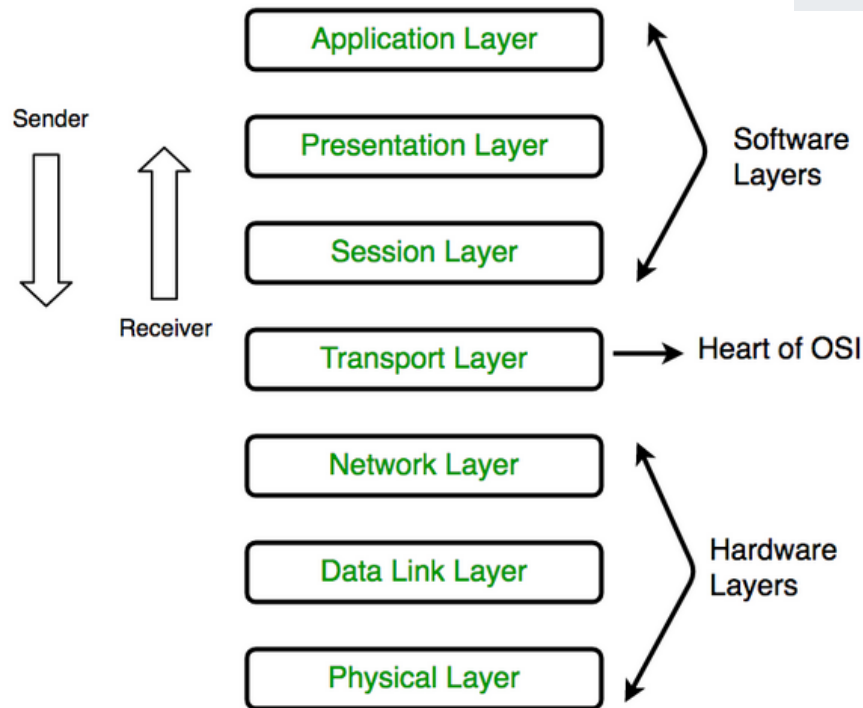 Application Layer
Sender
Presentation Layer
Software
Layers
Session Layer
Receiver
Transport Layer
Heart of OSI
Network Layer
Hardware
Layers
Data Link Layer
Physical Layer